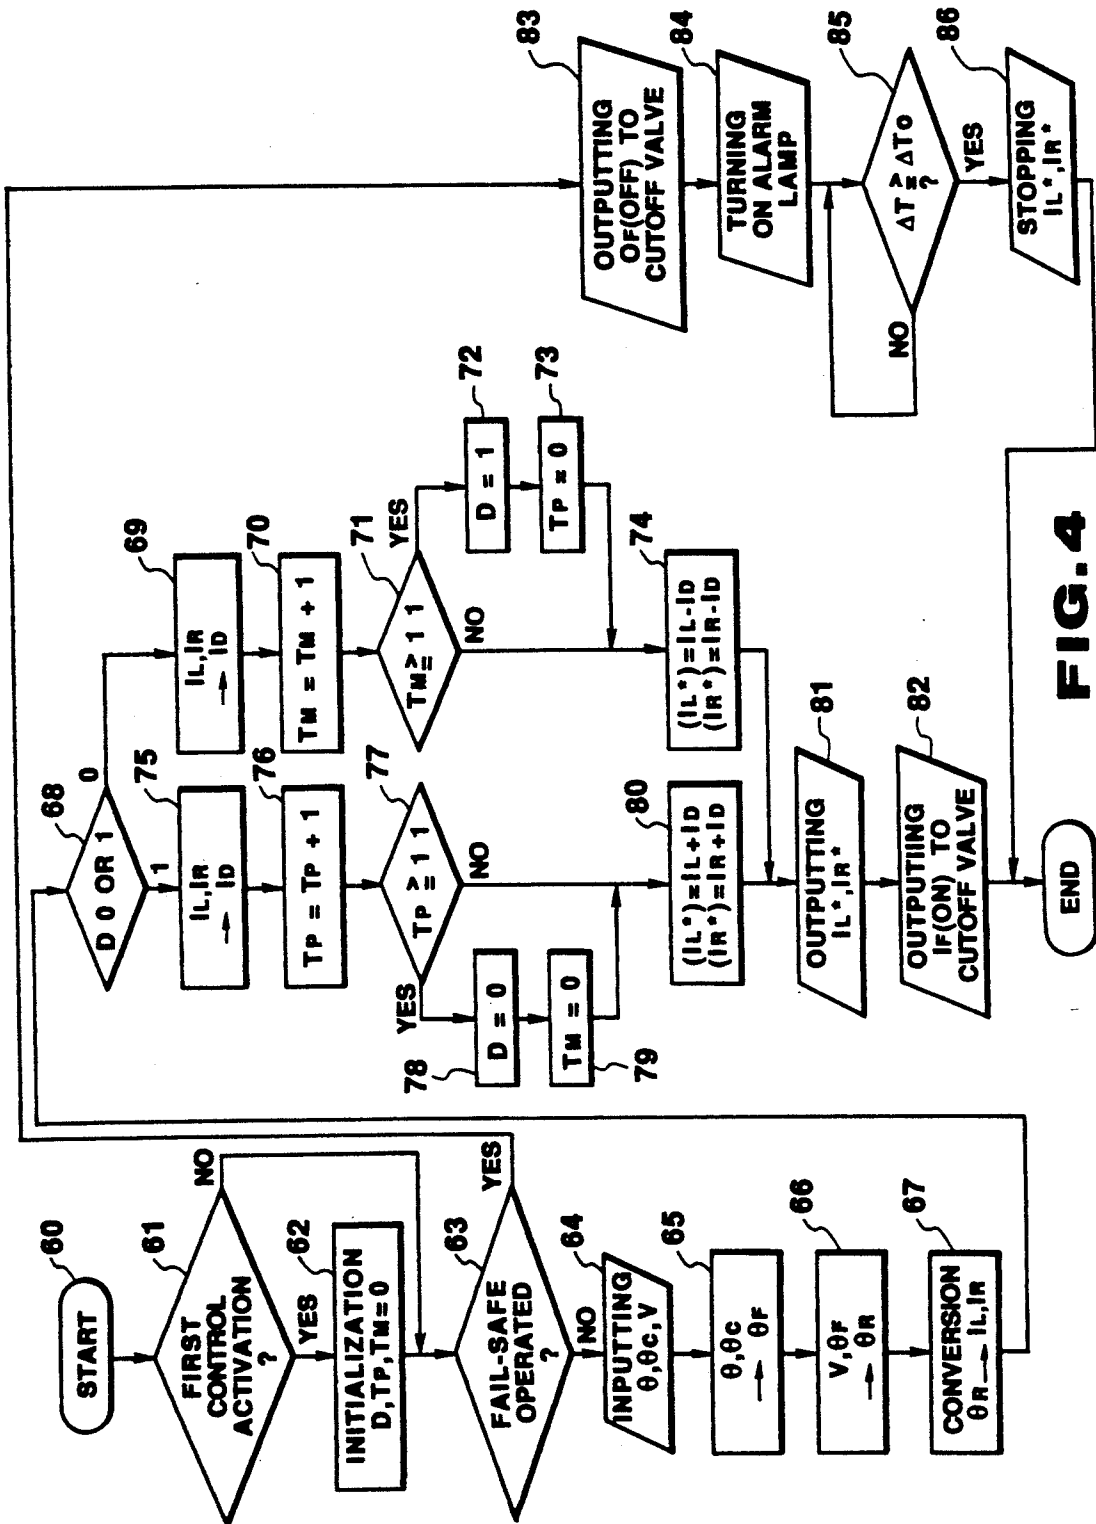 60
START
61
FIRST
CONTROL
ACTIVATION
?
NO
YES
62
INITIALIZATION
D,TP,TM=0
63
FAIL-SAFE
OPERATED
?
YES
NO
64
INPUTTING
θ,θC,V
65
θ,θC
→ θF
66
V,θF
→ θR
67
CONVERSION
θR → IL,IR
68
D 0 OR 1
0
1
75
IL,IR
→ ID
76
TP = TP + 1
77
TP ≧ 11
YES
NO
78
D = 0
79
TM = 0
80
(IL*) = IL+ID
(IR*) = IR+ID
69
IL,IR
→ ID
70
TM = TM + 1
71
TM ≧ 11
YES
NO
72
D = 1
73
TP = 0
74
(IL*) = IL-ID
(IR*) = IR-ID
81
OUTPUTTING
IL*,IR*
82
OUTPUTIING
IF(ON) TO
CUTOFF VALVE
END
83
OUTPUTTING
OF(OFF) TO
CUTOFF VALVE
84
TURNING
ON ALARM
LAMP
85
ΔT ≧ ΔTO
?
NO
YES
86
STOPPING
IL*,IR*
FIG.4